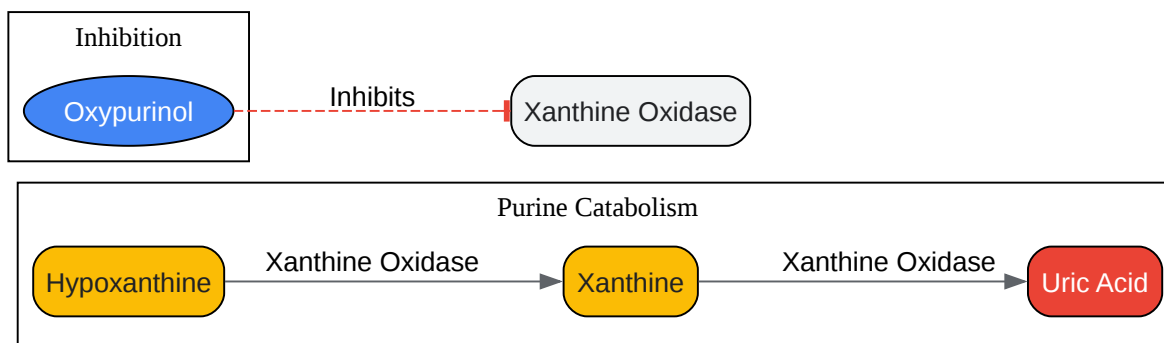 Inhibition
Oxypurinol
Inhibits
Xanthine Oxidase
Purine Catabolism
Hypoxanthine
Xanthine Oxidase
Xanthine
Xanthine Oxidase
Uric Acid